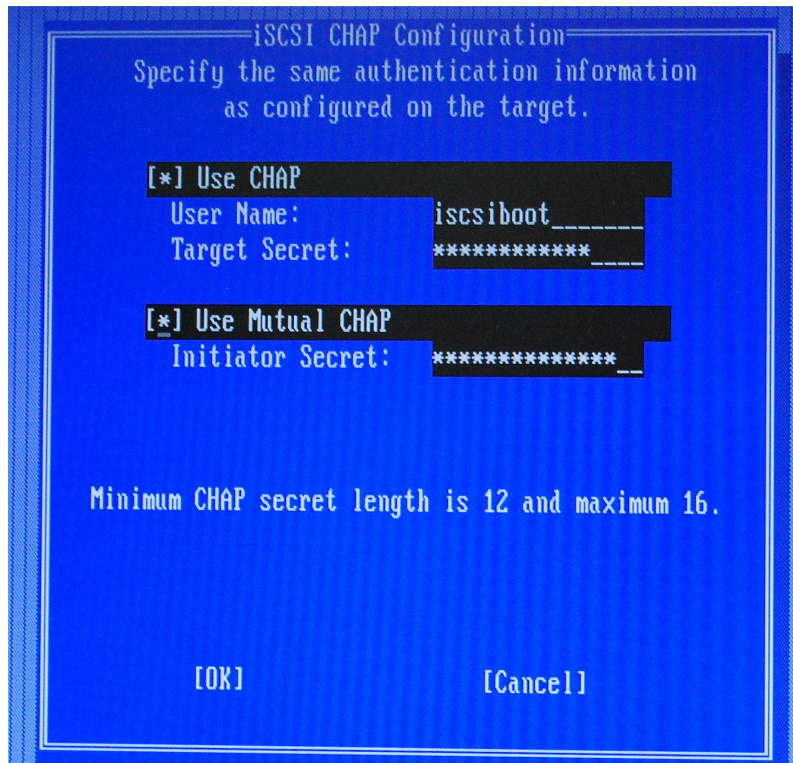 iSCSI CHAP Configuration
Specify the same authentication information
as configured on the target.
[*] Use CHAP
User Name: iscsiboot_______
Target Secret: ************____
[*] Use Mutual CHAP
Initiator Secret: **************__
Minimum CHAP secret length is 12 and maximum 16.
[OK] [Cancel]